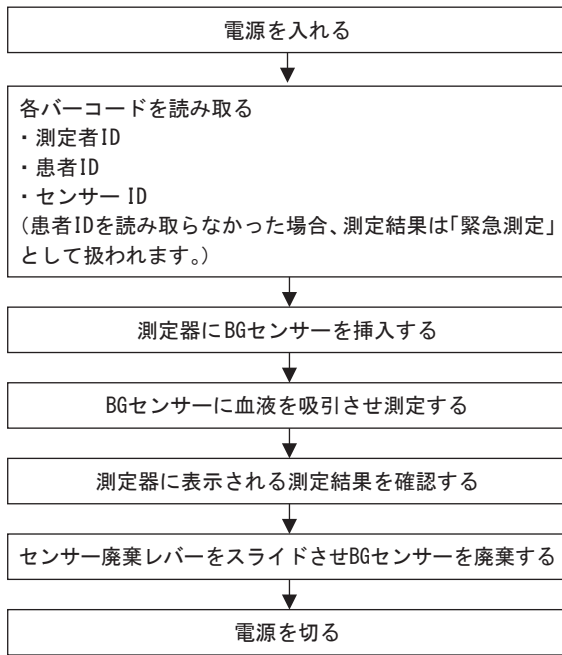 電源を入れる
各バーコードを読み取る
・測定者ID
・患者ID
・センサー ID
(患者IDを読み取らなかった場合、測定結果は｢緊急測定｣
として扱われます。)
測定器にBGセンサーを挿入する
BGセンサーに血液を吸引させ測定する
測定器に表示される測定結果を確認する
センサー廃棄レバーをスライドさせBGセンサーを廃棄する
電源を切る